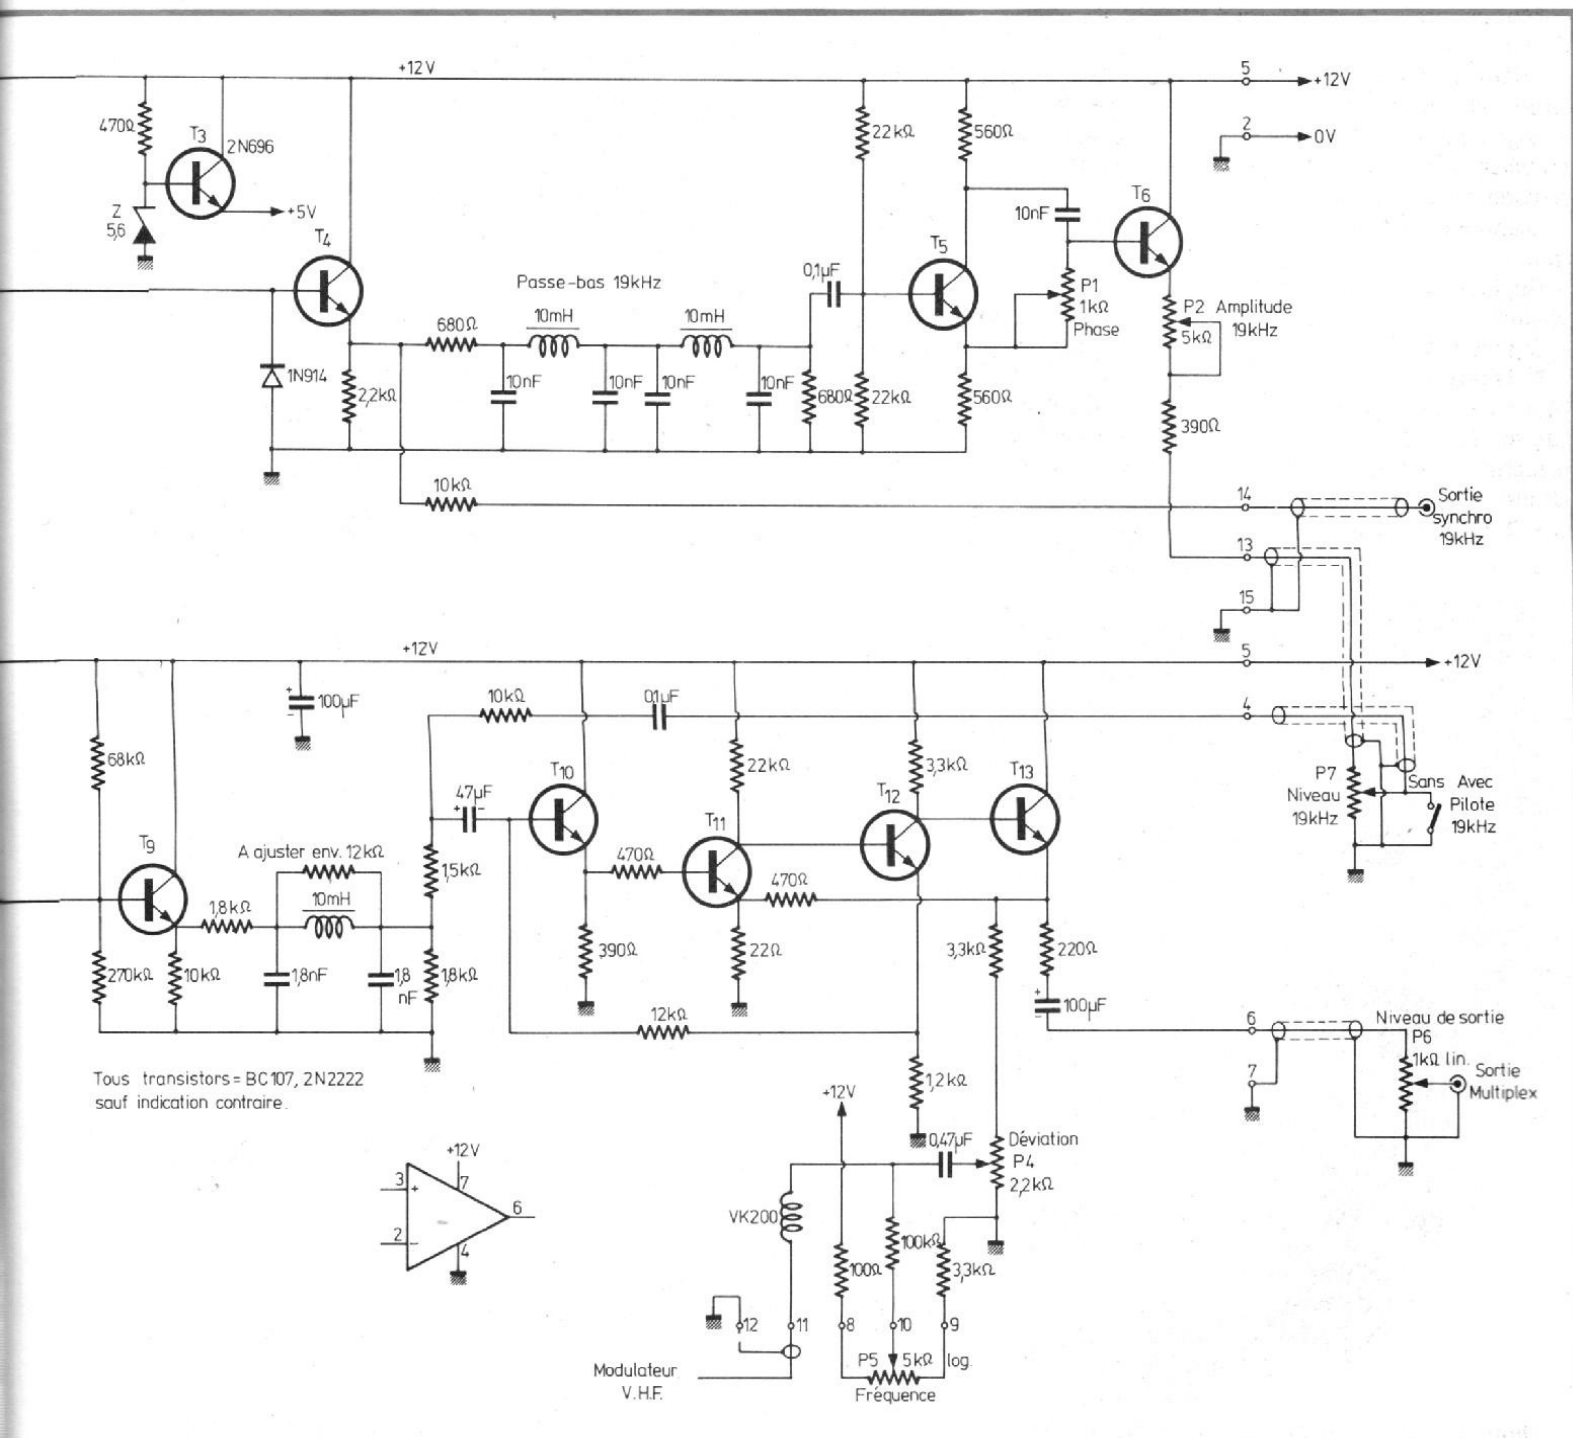 +12V
5
+12V
470Ω
T3
2N696
22kΩ
560Ω
2
0V
Z
5,6
+5V
T4
10nF
T6
T5
Passe-bas 19kHz
0,1µF
P1
1kΩ
Phase
P2 Amplitude
5kΩ 19kHz
680Ω
10mH
10mH
1N914
2,2kΩ
10nF
10nF
10nF
10nF
680Ω
22kΩ
560Ω
390Ω
10kΩ
14
Sortie
synchro
19kHz
13
15
+12V
5
+12V
100µF
10kΩ
0,1µF
4
68kΩ
22kΩ
3,3kΩ
T10
T12
T13
P7
Niveau
19kHz
Sans Avec
Pilote
19kHz
47µF
T9
A ajuster env. 12kΩ
T11
1,5kΩ
470Ω
470Ω
1,8kΩ
10mH
270kΩ
10kΩ
1,8nF
1,8
nF
1,8kΩ
390Ω
22Ω
3,3kΩ
220Ω
100µF
12kΩ
6
Niveau de sortie
P6
1kΩ lin.
Sortie
Multiplex
7
Tous transistors = BC107, 2N2222
sauf indication contraire.
+12V
1,2kΩ
0,47µF
Déviation
P4
2,2kΩ
+12V
3
+
7
6
2
−
4
VK200
100Ω
100kΩ
3,3kΩ
12
11
8
10
9
P5
5kΩ log.
Modulateur
V.H.F.
Fréquence